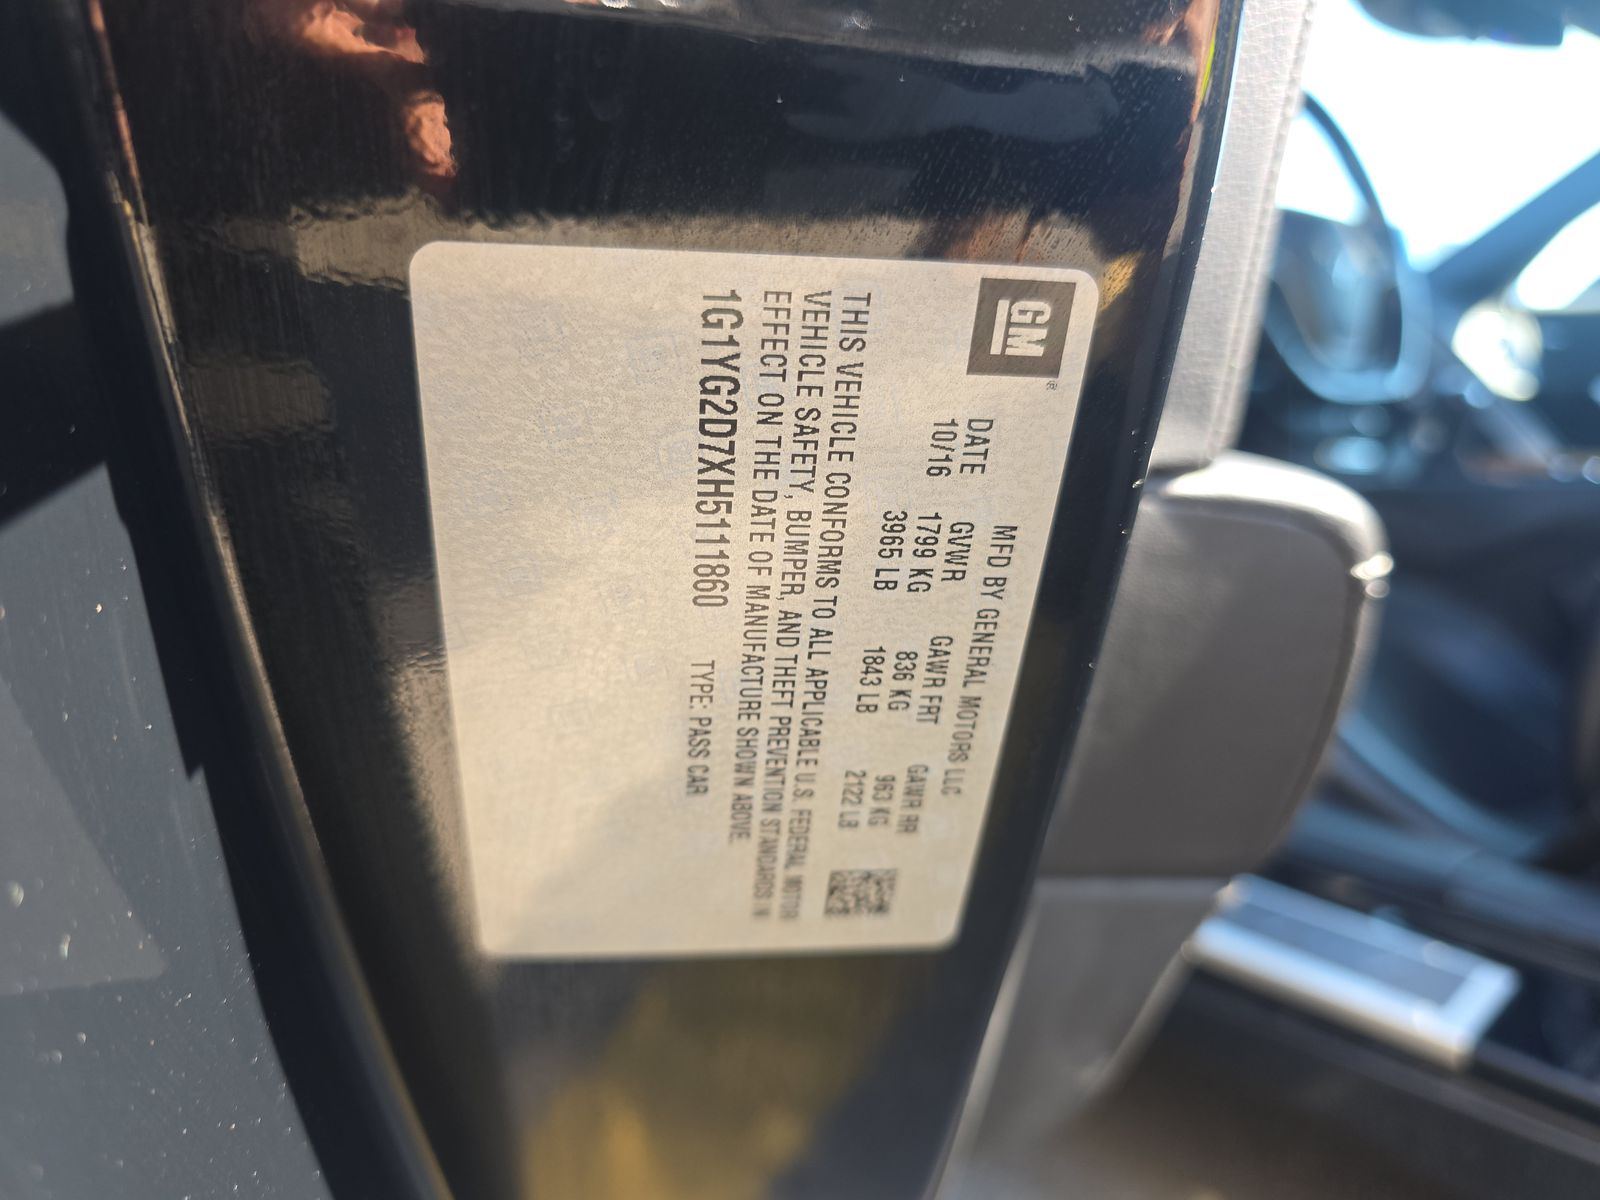 GM
®
MFD BY GENERAL MOTORS LLC
DATE GVWR GAWR FRT GAWR RR
10/16 1799 KG 836 KG 963 KG
3965 LB 1843 LB 2122 LB
THIS VEHICLE CONFORMS TO ALL APPLICABLE U.S. FEDERAL MOTOR
VEHICLE SAFETY, BUMPER, AND THEFT PREVENTION STANDARDS IN
EFFECT ON THE DATE OF MANUFACTURE SHOWN ABOVE.
1G1YG2D7XH5111860 TYPE: PASS CAR